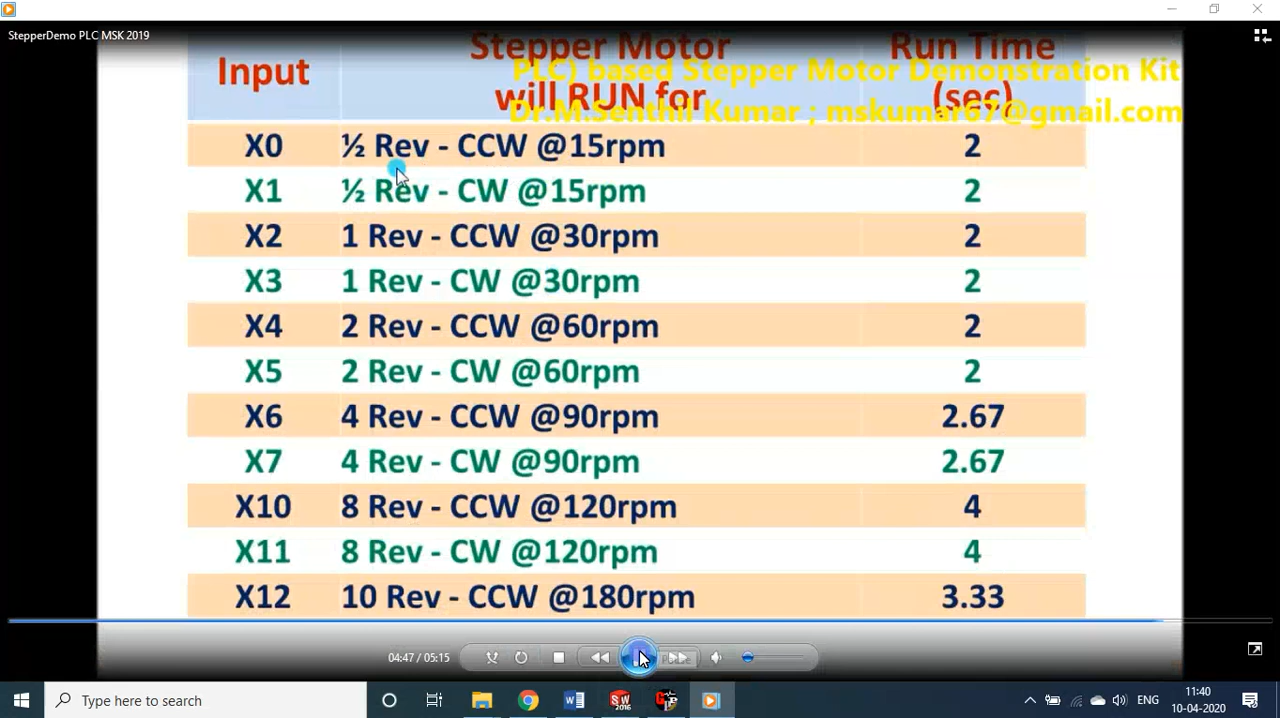 StepperDemo PLC MSK 2019
Input
Stepper Motor
will RUN for
Run Time
(sec)
PLC) based Stepper Motor Demonstration Kit
Dr.M.Senthil Kumar ; mskumar67@gmail.com
X0 ½ Rev - CCW @15rpm 2
X1 ½ Rev - CW @15rpm 2
X2 1 Rev - CCW @30rpm 2
X3 1 Rev - CW @30rpm 2
X4 2 Rev - CCW @60rpm 2
X5 2 Rev - CW @60rpm 2
X6 4 Rev - CCW @90rpm 2.67
X7 4 Rev - CW @90rpm 2.67
X10 8 Rev - CCW @120rpm 4
X11 8 Rev - CW @120rpm 4
X12 10 Rev - CCW @180rpm 3.33
04:47 / 05:15
Type here to search
SW
2016
ENG
11:40
10-04-2020